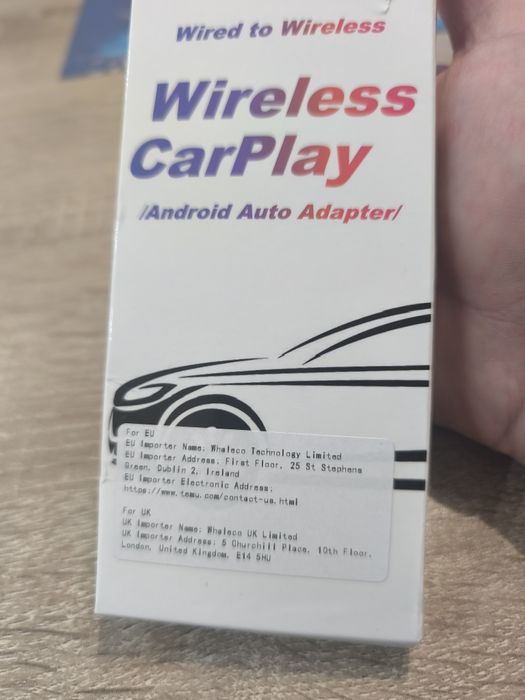 Wired to Wireless
Wireless
CarPlay
/Android Auto Adapter/
For EU
EU Importer Name: Whaleco Technology Limited
EU Importer Address: First Floor, 25 St Stephens
Green, Dublin 2, Ireland
EU Importer Electronic Address:
https://www.temu.com/contact-us.html
For UK
UK Importer Name: Whaleco UK Limited
UK Importer Address: 5 Churchill Place, 10th Floor,
London, United Kingdom, E14 5HU